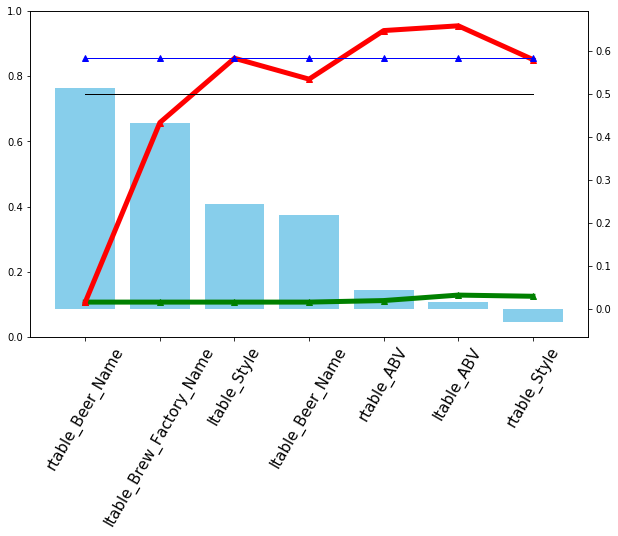 1.0
0.8
0.6
0.4
0.2
0.0
0.6
0.5
0.4
0.3
0.2
0.1
0.0
rtable_Beer_Name
ltable_Brew_Factory_Name
ltable_Style
ltable_Beer_Name
rtable_ABV
ltable_ABV
rtable_Style